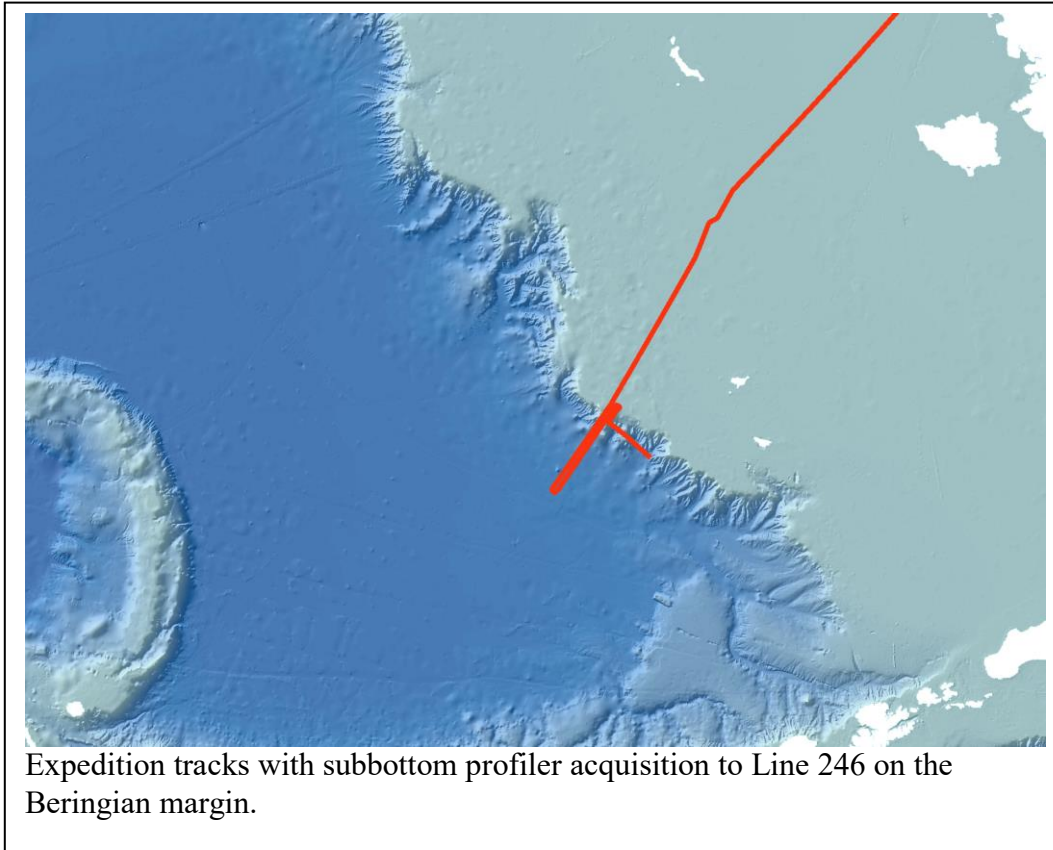 Expedition tracks with subbottom profiler acquisition to Line 246 on the
Beringian margin.